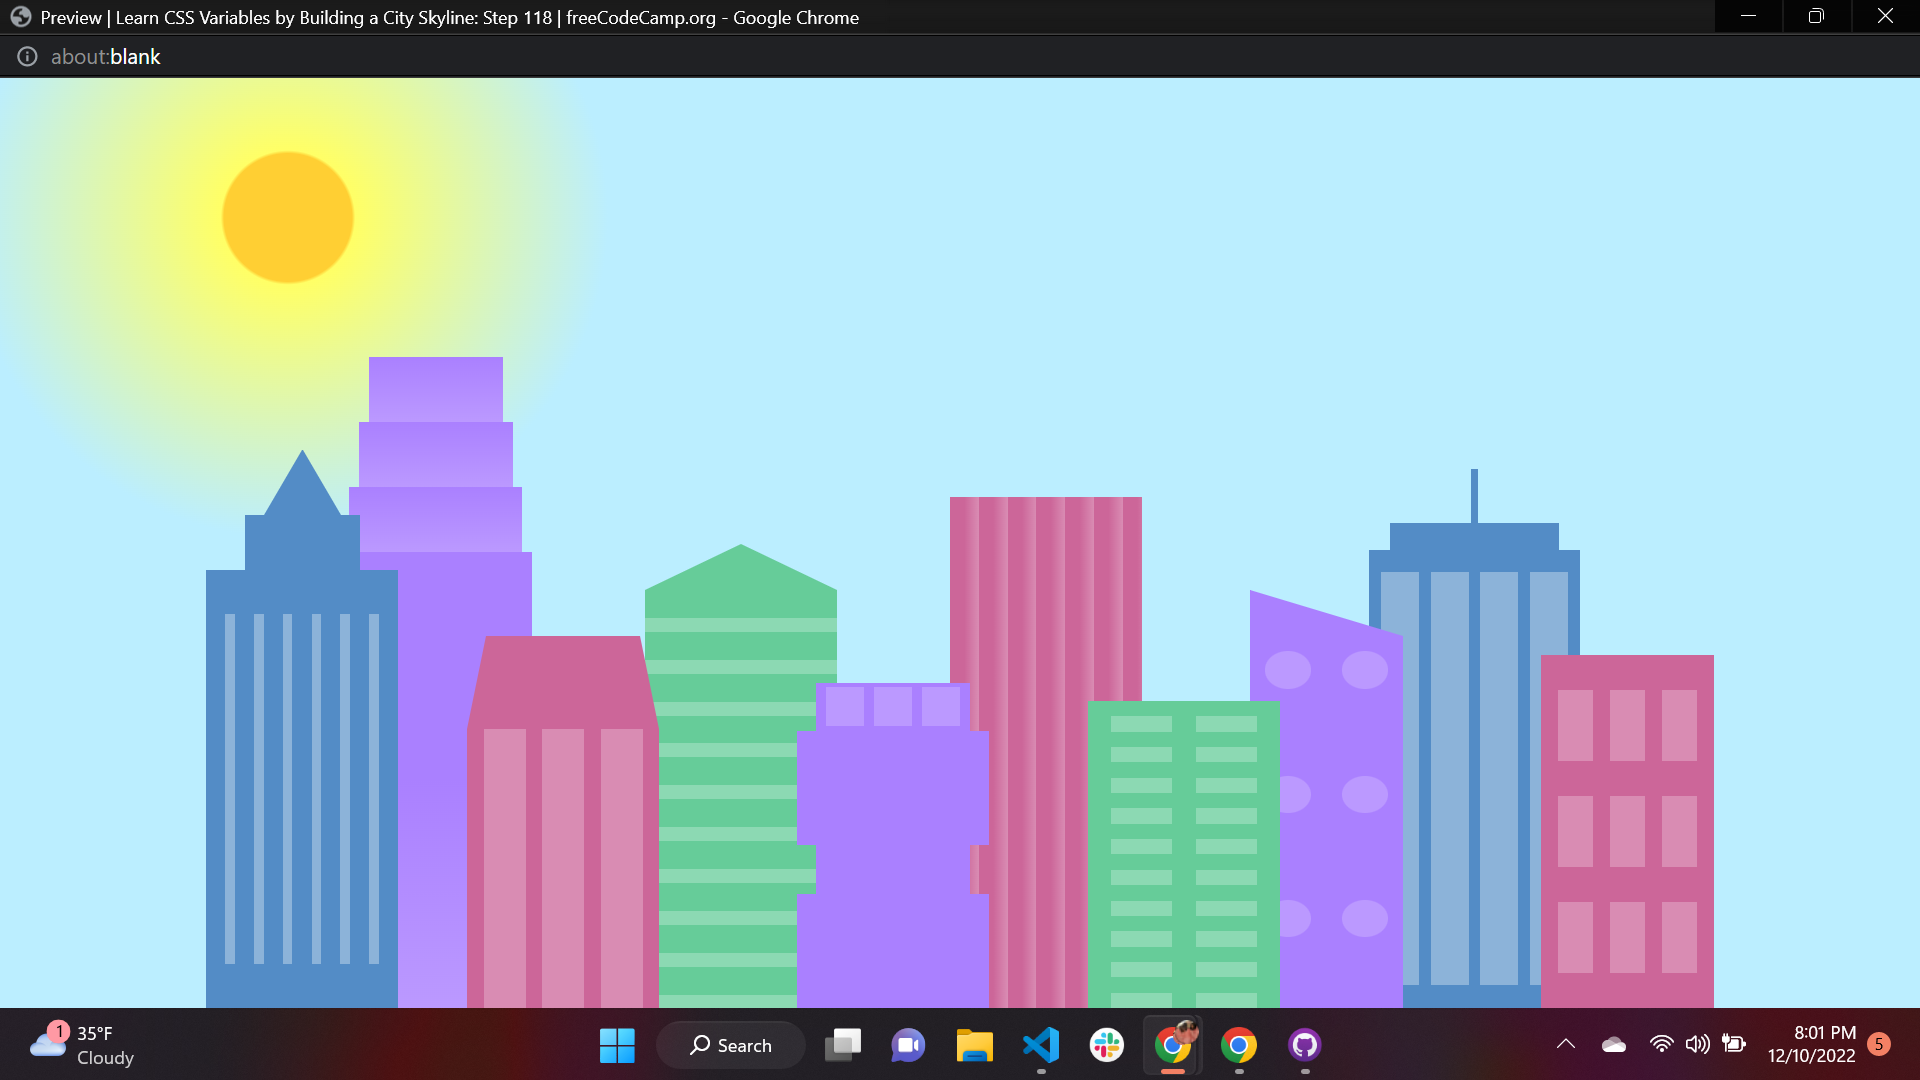 Preview | Learn CSS Variables by Building a City Skyline: Step 118 | freeCodeCamp.org - Google Chrome
about:blank
1
35°F
Cloudy
Search
8:01 PM
12/10/2022
5